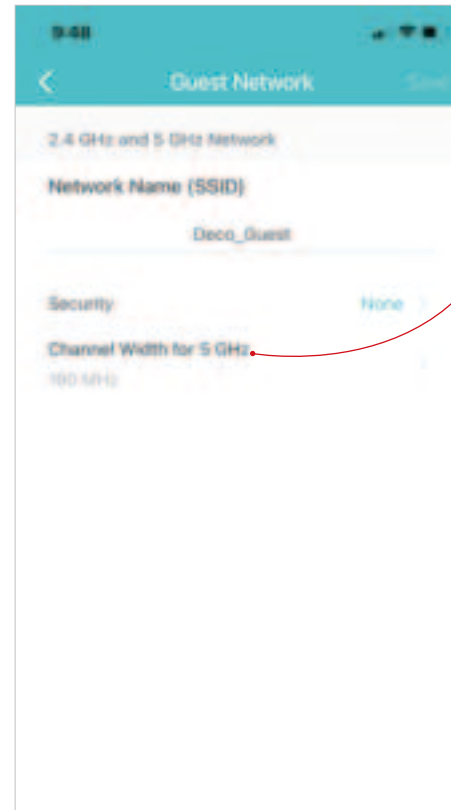 9:48
Guest Network
Save
2.4 GHz and 5 GHz Network
Network Name (SSID)
Deco_Guest
Security
None
Channel Width for 5 GHz
160 MHz